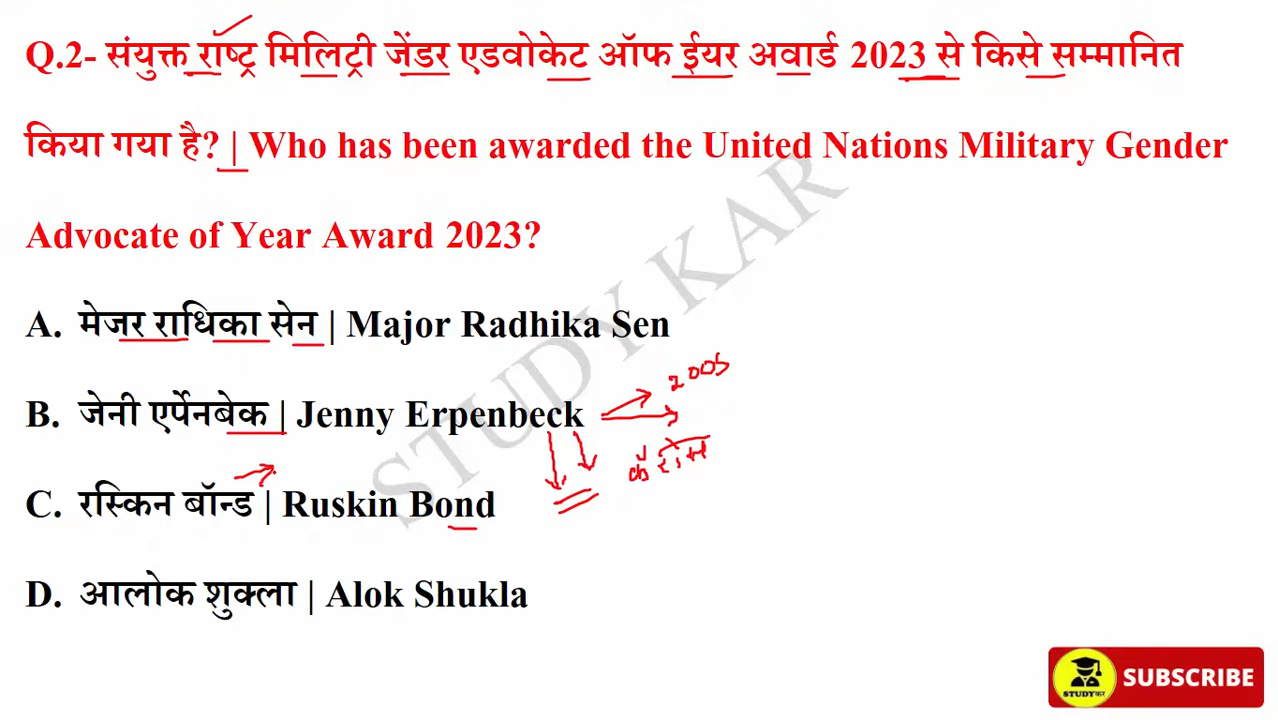 Q.2- संयुक्त राष्ट्र मिलिट्री जेंडर एडवोकेट ऑफ ईयर अवार्ड 2023 से किसे सम्मानित
किया गया है? | Who has been awarded the United Nations Military Gender
Advocate of Year Award 2023?
A. मेजर राधिका सेन | Major Radhika Sen
B. जेनी एर्पेनबेक | Jenny Erpenbeck
2005
C. रस्किन बॉन्ड | Ruskin Bond
D. आलोक शुक्ला | Alok Shukla
STUDY KAR
STUDYकर
SUBSCRIBE